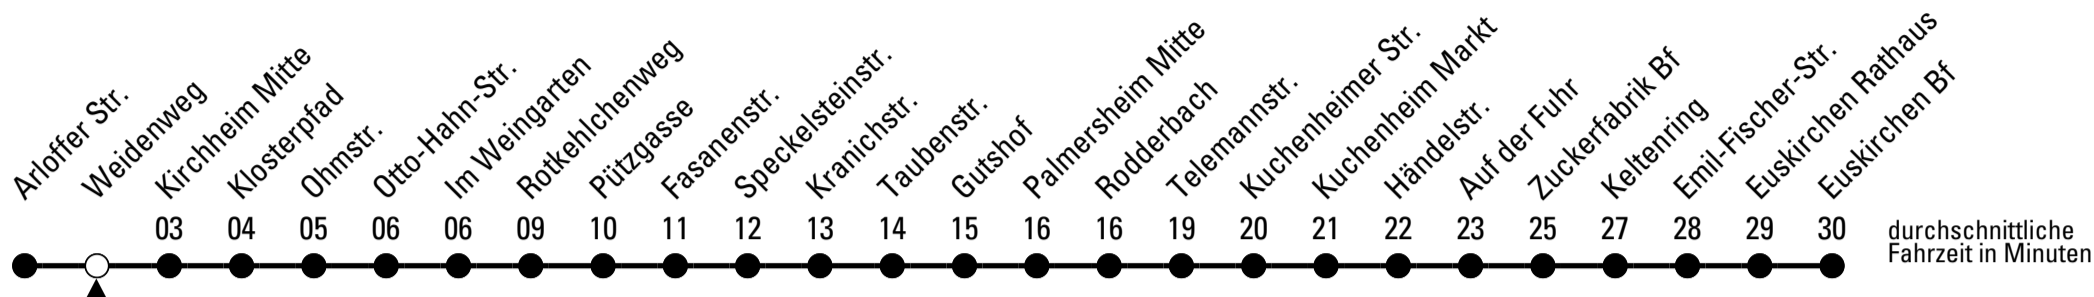 Arloffer Str.
Weidenweg
Kirchheim Mitte
Klosterpfad
Ohmstr.
Otto-Hahn-Str.
Im Weingarten
Rotkehlchenweg
Pützgasse
Fasanenstr.
Speckelsteinstr.
Kranichstr.
Taubenstr.
Gutshof
Palmersheim Mitte
Rodderbach
Telemannstr.
Kuchenheimer Str.
Kuchenheim Markt
Händelstr.
Auf der Fuhr
Zuckerfabrik Bf
Keltenring
Emil-Fischer-Str.
Euskirchen Rathaus
Euskirchen Bf
03 04 05 06 06 09 10 11 12 13 14 15 16 16 19 20 21 22 23 25 27 28 29 30
durchschnittliche
Fahrzeit in Minuten